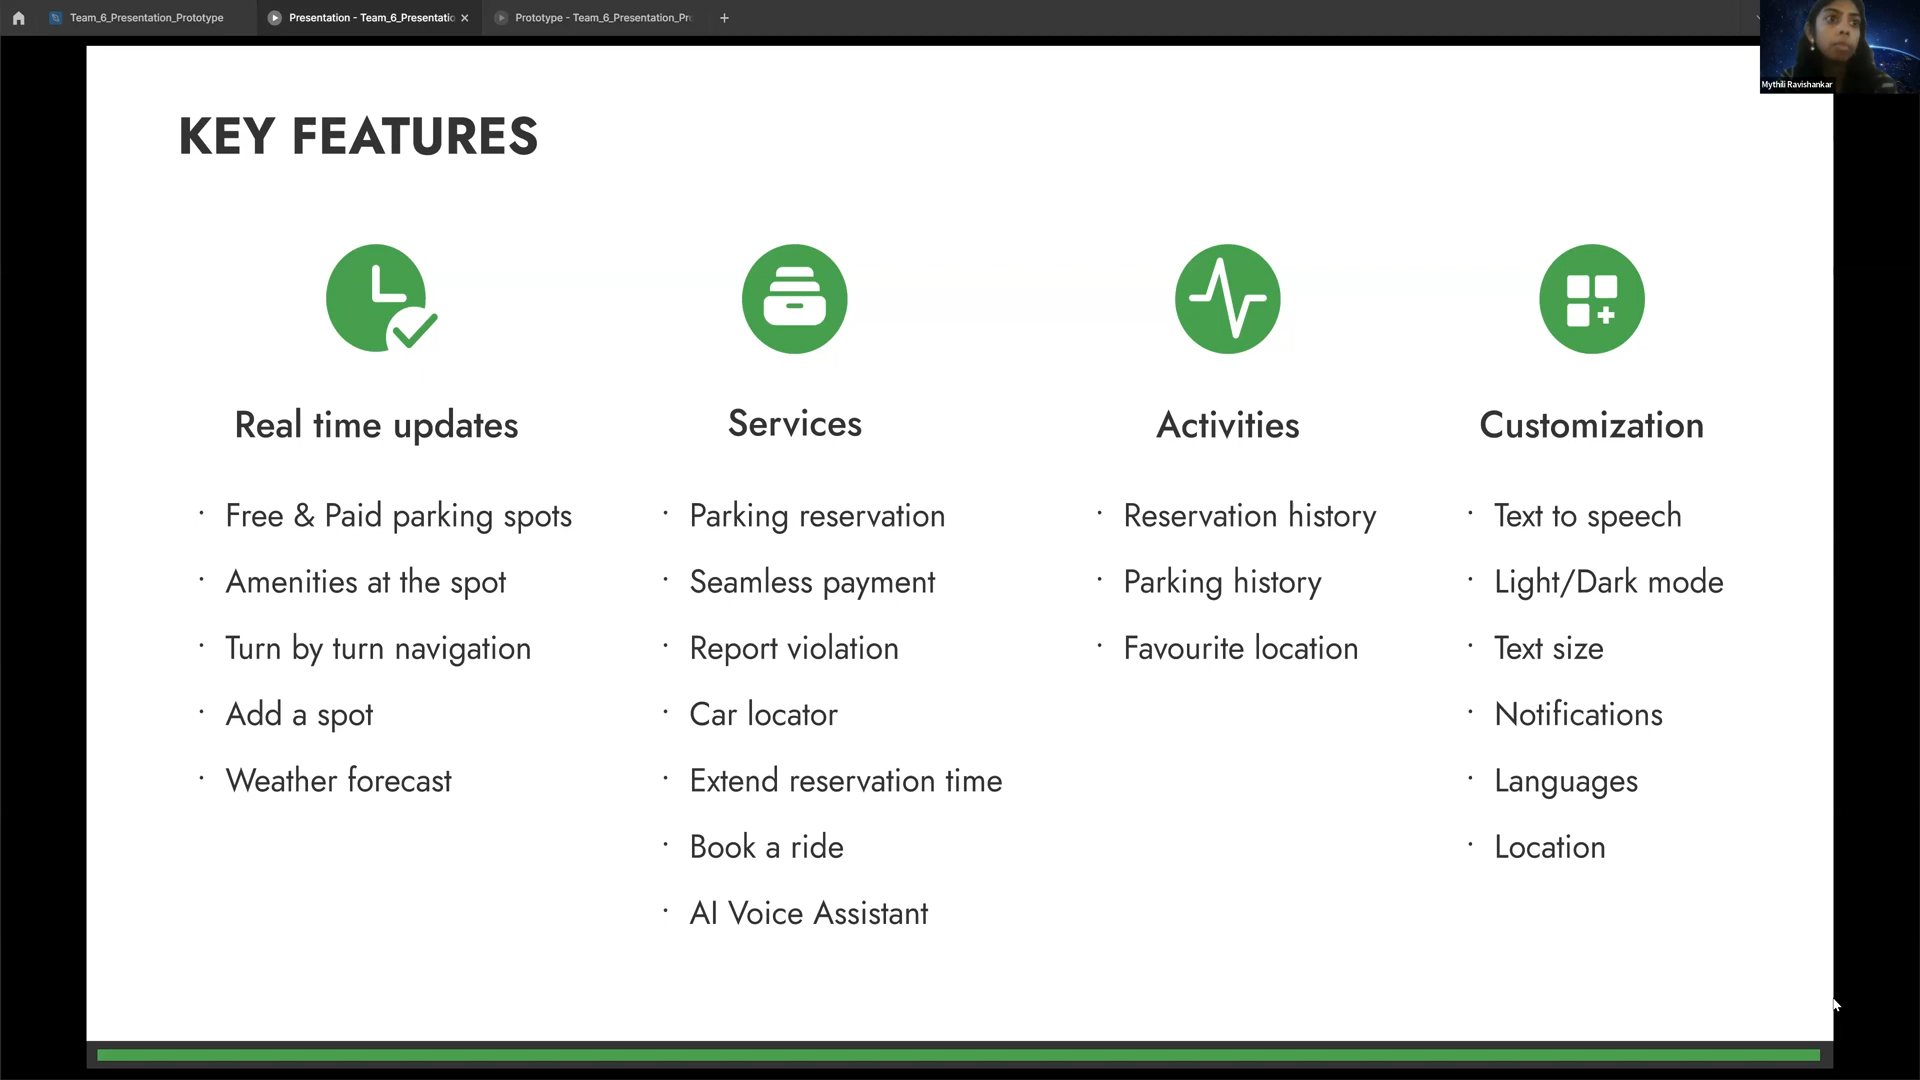 Team_6_Presentation_Prototype
Presentation - Team_6_Presentatic
Prototype - Team_6_Presentation_Pr
Mythili Ravishankar
KEY FEATURES
Real time updates
· Free & Paid parking spots
· Amenities at the spot
· Turn by turn navigation
· Add a spot
· Weather forecast
Services
· Parking reservation
· Seamless payment
· Report violation
· Car locator
· Extend reservation time
· Book a ride
· AI Voice Assistant
Activities
· Reservation history
· Parking history
· Favourite location
Customization
· Text to speech
· Light/Dark mode
· Text size
· Notifications
· Languages
· Location